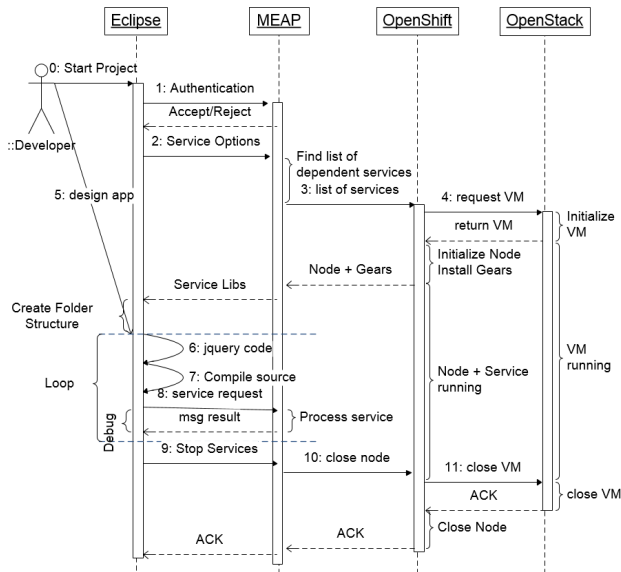 Eclipse
MEAP
OpenShift
OpenStack
0: Start Project
::Developer
1: Authentication
Accept/Reject
2: Service Options
Find list of
dependent services
3: list of services
5: design app
4: request VM
return VM
Initialize
VM
Initialize Node
Install Gears
Node + Gears
Service Libs
Create Folder
Structure
6: jquery code
7: Compile source
Loop
Node + Service
running
VM
running
8: service request
msg result
Process service
Debug
9: Stop Services
10: close node
11: close VM
ACK
close VM
Close Node
ACK
ACK